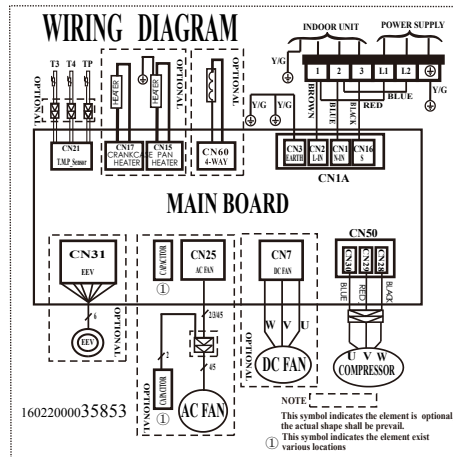 WIRING DIAGRAM
INDOOR UNIT
POWER SUPPLY
T3 T4 TP
OPTIONAL
HEATER
HEATER
OPTIONAL
OPTIONAL
Y/G
1 2 3 L1 L2
Y/G
BLUE
RED
BROWN
BLUE
BLACK
Y/G Y/G
CN21
T.M.P_Sensor
CN17
CRANKCASE
HEATER
CN15
PAN
HEATER
CN60
4-WAY
CN3
EARTH
CN2
L-IN
CN1
N-IN
CN16
S
CN1A
MAIN BOARD
CN31
EEV
CAPACITOR
①
CN25
AC FAN
CN7
DC FAN
CN50
CN30
CN29
CN28
BLUE
RED
BLACK
6
EEV
OPTIONAL
2/3/4/5
2
4/5
CAPACITOR
①
AC FAN
OPTIONAL
W V U
DC FAN
OPTIONAL
U V W
COMPRESSOR
NOTE
This symbol indicates the element is optional
the actual shape shall be prevail.
① This symbol indicates the element exist
various locations
16022000035853